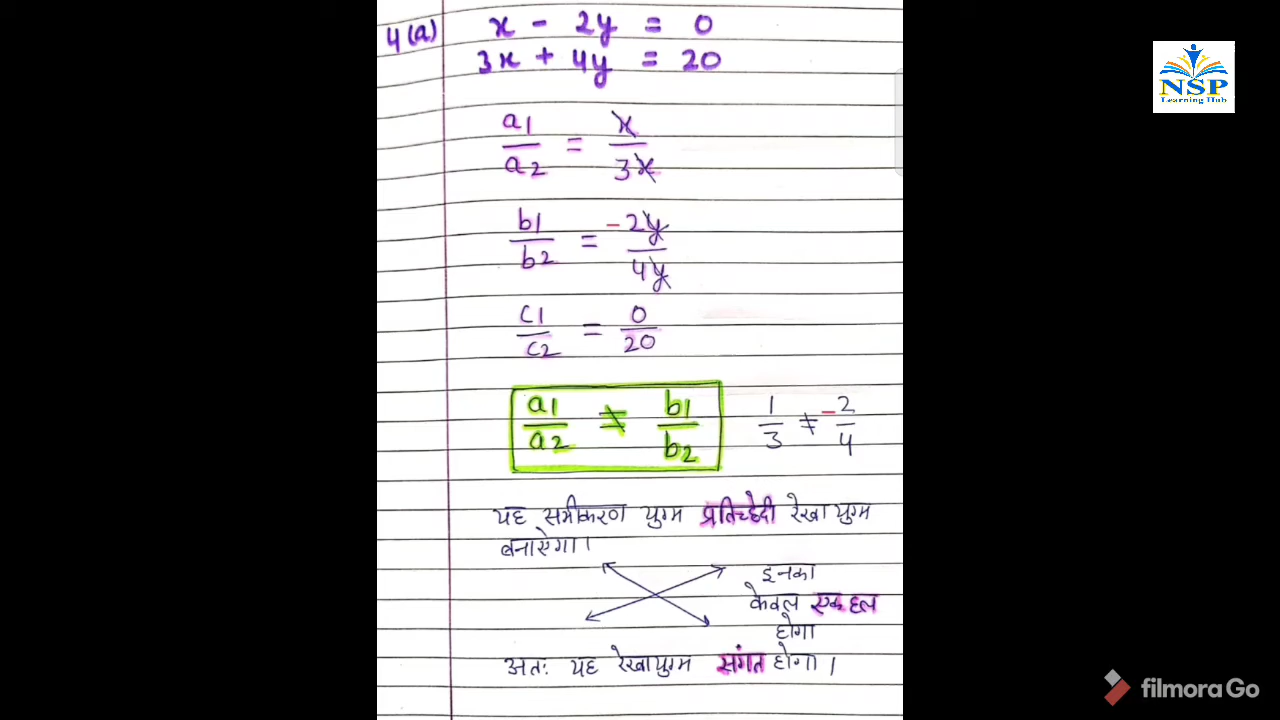 4(a) x - 2y = 0
3x + 4y = 20
a1/a2 = x/3x
b1/b2 = -2y/4y
c1/c2 = 0/20
a1/a2 ≠ b1/b2 1/3 ≠ -2/4
यह समीकरण युग्म प्रतिच्छेदी रेखा युग्म
बनाएगा।
इनका
केवल एक हल
होगा
अतः यह रेखायुग्म संगत होगा।
NSP
Learning Hub
filmoraGo